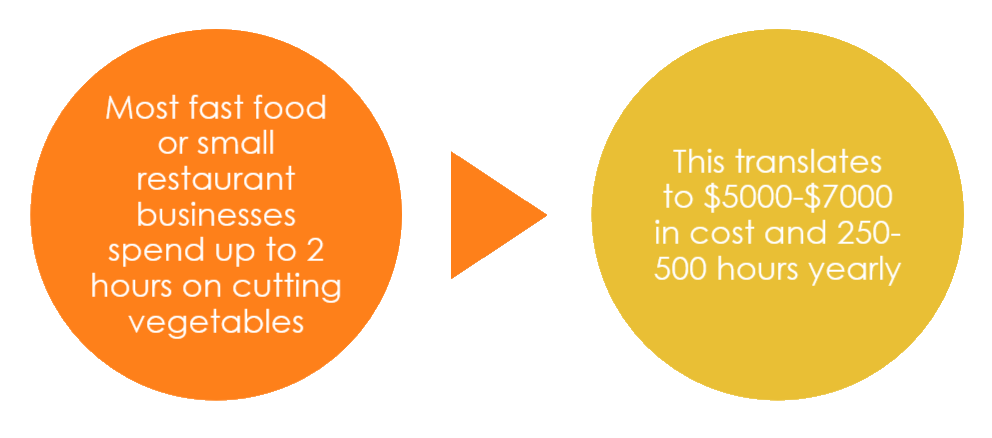 Most fast food
or small
restaurant
businesses
spend up to 2
hours on cutting
vegetables
This translates
to $5000-$7000
in cost and 250-
500 hours yearly